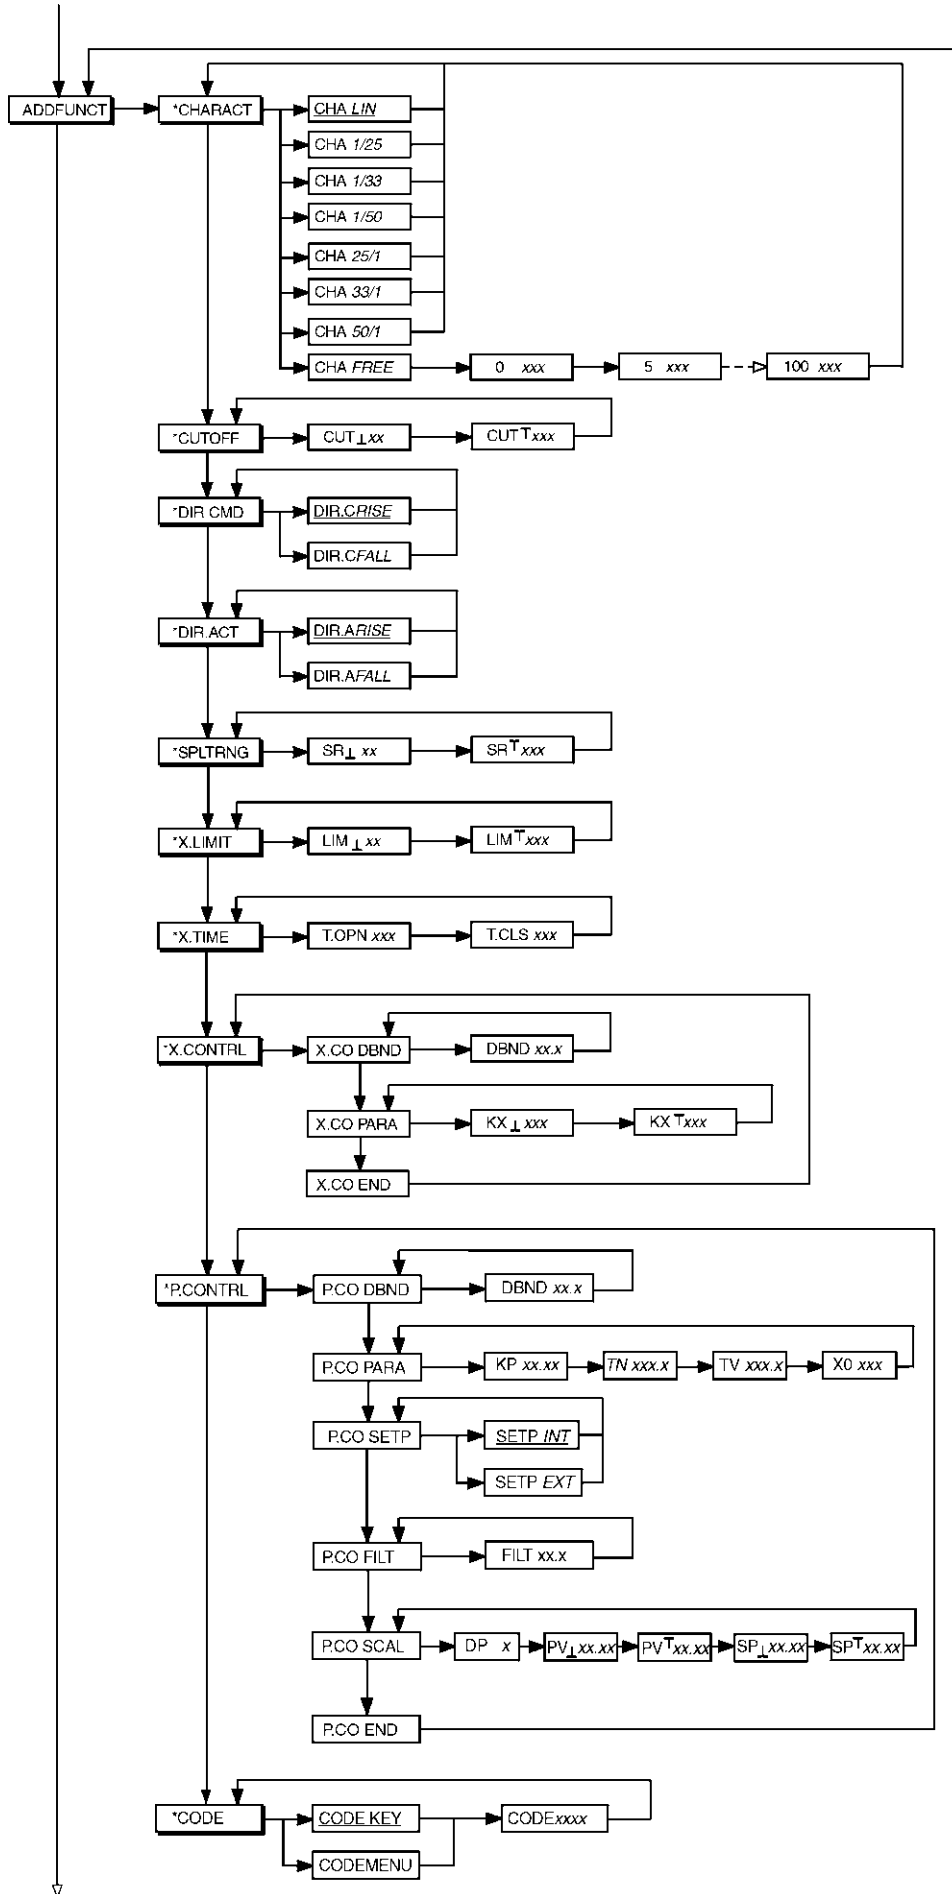 ADDFUNCT *CHARACT CHA LIN
CHA 1/25
CHA 1/33
CHA 1/50
CHA 25/1
CHA 33/1
CHA 50/1
CHA FREE 0 xxx 5 xxx 100 xxx
*CUTOFF CUT⊥xx CUT⊤xxx
*DIR CMD DIR.CRISE
DIR.CFALL
*DIR.ACT DIR.ARISE
DIR.AFALL
*SPLTRNG SR⊥ xx SR⊤ xxx
*X.LIMIT LIM⊥xx LIM⊤xxx
*X.TIME T.OPN xxx T.CLS xxx
*X.CONTRL X.CO DBND DBND xx.x
X.CO PARA KX⊥xxx KX⊤xxx
X.CO END
*P.CONTRL P.CO DBND DBND xx.x
P.CO PARA KP xx.xx TN xxx.x TV xxx.x X0 xxx
P.CO SETP SETP INT
SETP EXT
P.CO FILT FILT xx.x
P.CO SCAL DP x PV⊥xx.xx PV⊤xx.xx SP⊥xx.xx SP⊤xx.xx
P.CO END
*CODE CODE KEY CODExxxx
CODEMENU